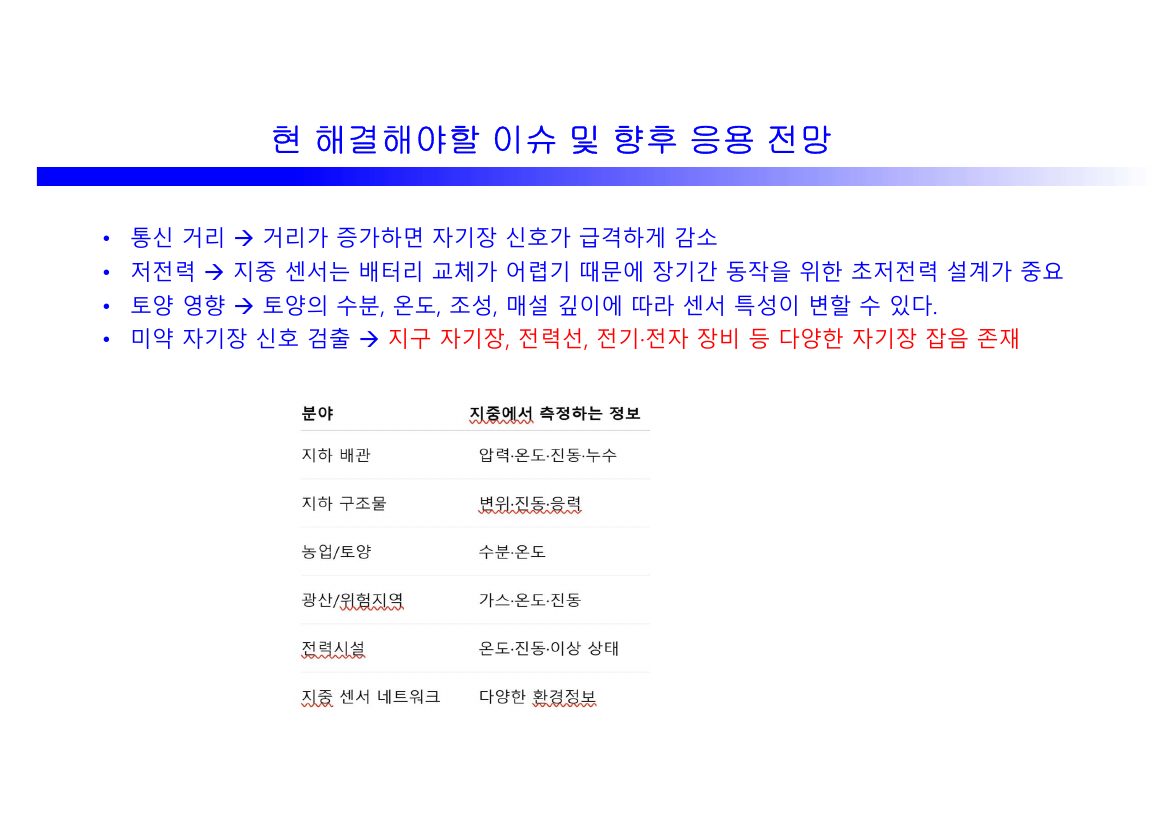 현 해결해야할 이슈 및 향후 응용 전망
• 통신 거리 → 거리가 증가하면 자기장 신호가 급격하게 감소
• 저전력 → 지중 센서는 배터리 교체가 어렵기 때문에 장기간 동작을 위한 초저전력 설계가 중요
• 토양 영향 → 토양의 수분, 온도, 조성, 매설 깊이에 따라 센서 특성이 변할 수 있다.
• 미약 자기장 신호 검출 → 지구 자기장, 전력선, 전기·전자 장비 등 다양한 자기장 잡음 존재
분야 지중에서 측정하는 정보
지하 배관 압력·온도·진동·누수
지하 구조물 변위·진동·응력
농업/토양 수분·온도
광산/위험지역 가스·온도·진동
전력시설 온도·진동·이상 상태
지중 센서 네트워크 다양한 환경정보